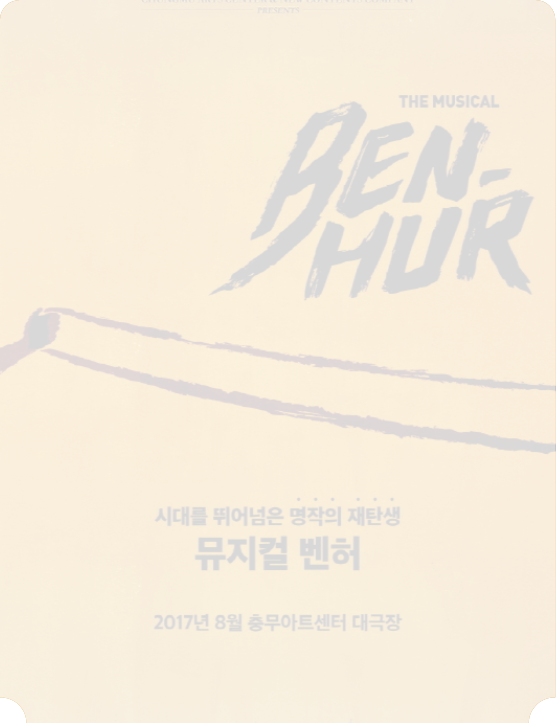 PRESENTS
THE MUSICAL
BEN-
HUR
시대를 뛰어넘은 명작의 재탄생
뮤지컬 벤허
2017년 8월 충무아트센터 대극장